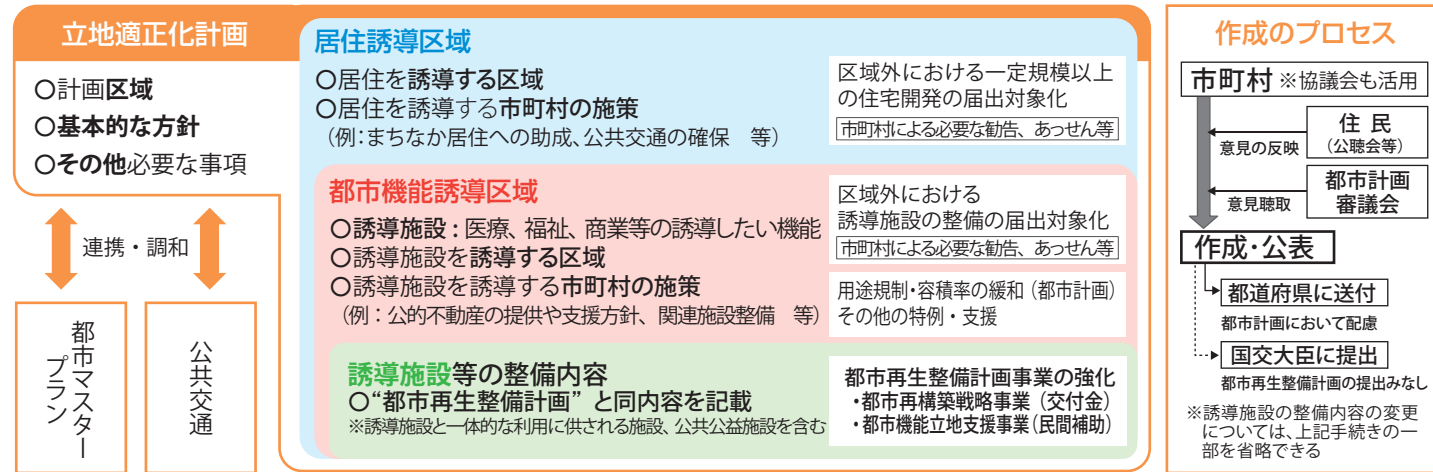 立地適正化計画
〇計画区域
〇基本的な方針
〇その他必要な事項
連携・調和
都市マスター
プラン
公共交通
居住誘導区域
〇居住を誘導する区域
〇居住を誘導する市町村の施策
（例：まちなか居住への助成、公共交通の確保　等）
区域外における一定規模以上
の住宅開発の届出対象化
市町村による必要な勧告、あっせん等
都市機能誘導区域
〇誘導施設：医療、福祉、商業等の誘導したい機能
〇誘導施設を誘導する区域
〇誘導施設を誘導する市町村の施策
（例：公的不動産の提供や支援方針、関連施設整備　等）
区域外における
誘導施設の整備の届出対象化
市町村による必要な勧告、あっせん等
用途規制・容積率の緩和（都市計画）
その他の特例・支援
誘導施設等の整備内容
〇“都市再生整備計画”と同内容を記載
※誘導施設と一体的な利用に供される施設、公共公益施設を含む
都市再生整備計画事業の強化
・都市再構築戦略事業（交付金）
・都市機能立地支援事業（民間補助）
作成のプロセス
市町村 ※協議会も活用
住 民
（公聴会等）
意見の反映
都市計画
審議会
意見聴取
作成・公表
都道府県に送付
都市計画において配慮
国交大臣に提出
都市再生整備計画の提出みなし
※誘導施設の整備内容の変更
については、上記手続きの一
部を省略できる